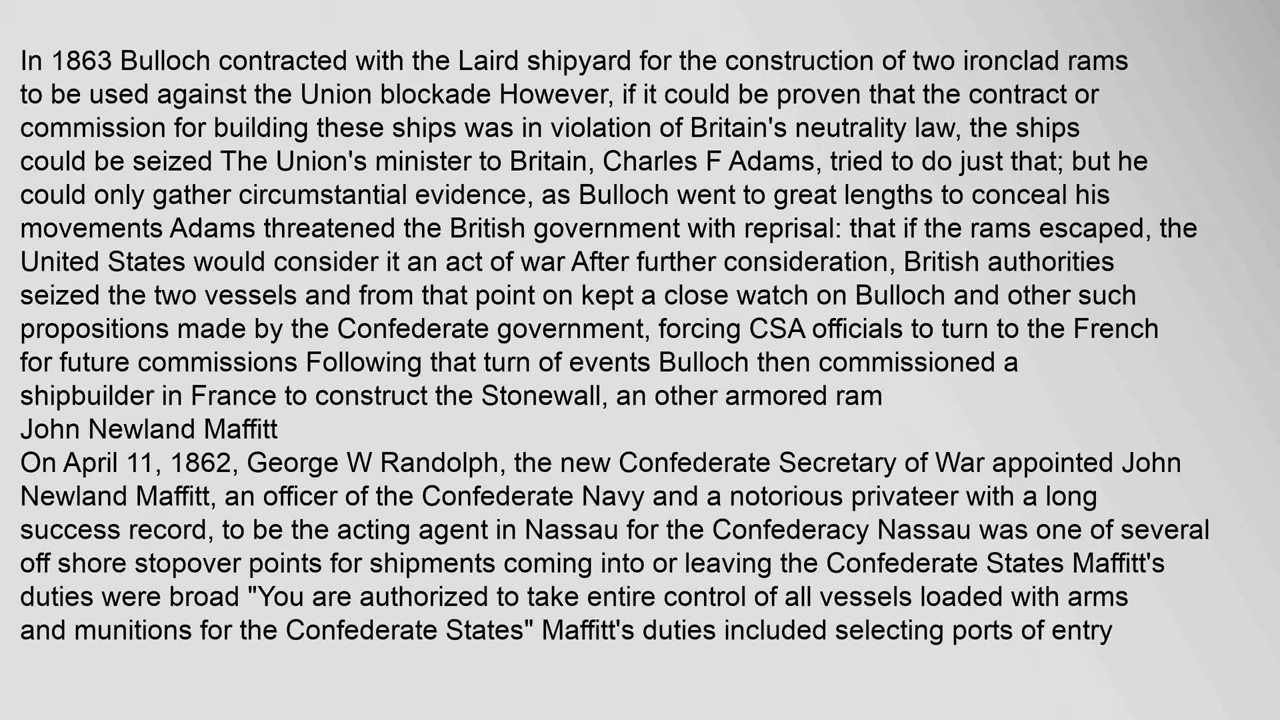 In 1863 Bulloch contracted with the Laird shipyard for the construction of two ironclad rams
to be used against the Union blockade However, if it could be proven that the contract or
commission for building these ships was in violation of Britain's neutrality law, the ships
could be seized The Union's minister to Britain, Charles F Adams, tried to do just that; but he
could only gather circumstantial evidence, as Bulloch went to great lengths to conceal his
movements Adams threatened the British government with reprisal: that if the rams escaped, the
United States would consider it an act of war After further consideration, British authorities
seized the two vessels and from that point on kept a close watch on Bulloch and other such
propositions made by the Confederate government, forcing CSA officials to turn to the French
for future commissions Following that turn of events Bulloch then commissioned a
shipbuilder in France to construct the Stonewall, an other armored ram
John Newland Maffitt
On April 11, 1862, George W Randolph, the new Confederate Secretary of War appointed John
Newland Maffitt, an officer of the Confederate Navy and a notorious privateer with a long
success record, to be the acting agent in Nassau for the Confederacy Nassau was one of several
off shore stopover points for shipments coming into or leaving the Confederate States Maffitt's
duties were broad "You are authorized to take entire control of all vessels loaded with arms
and munitions for the Confederate States" Maffitt's duties included selecting ports of entry